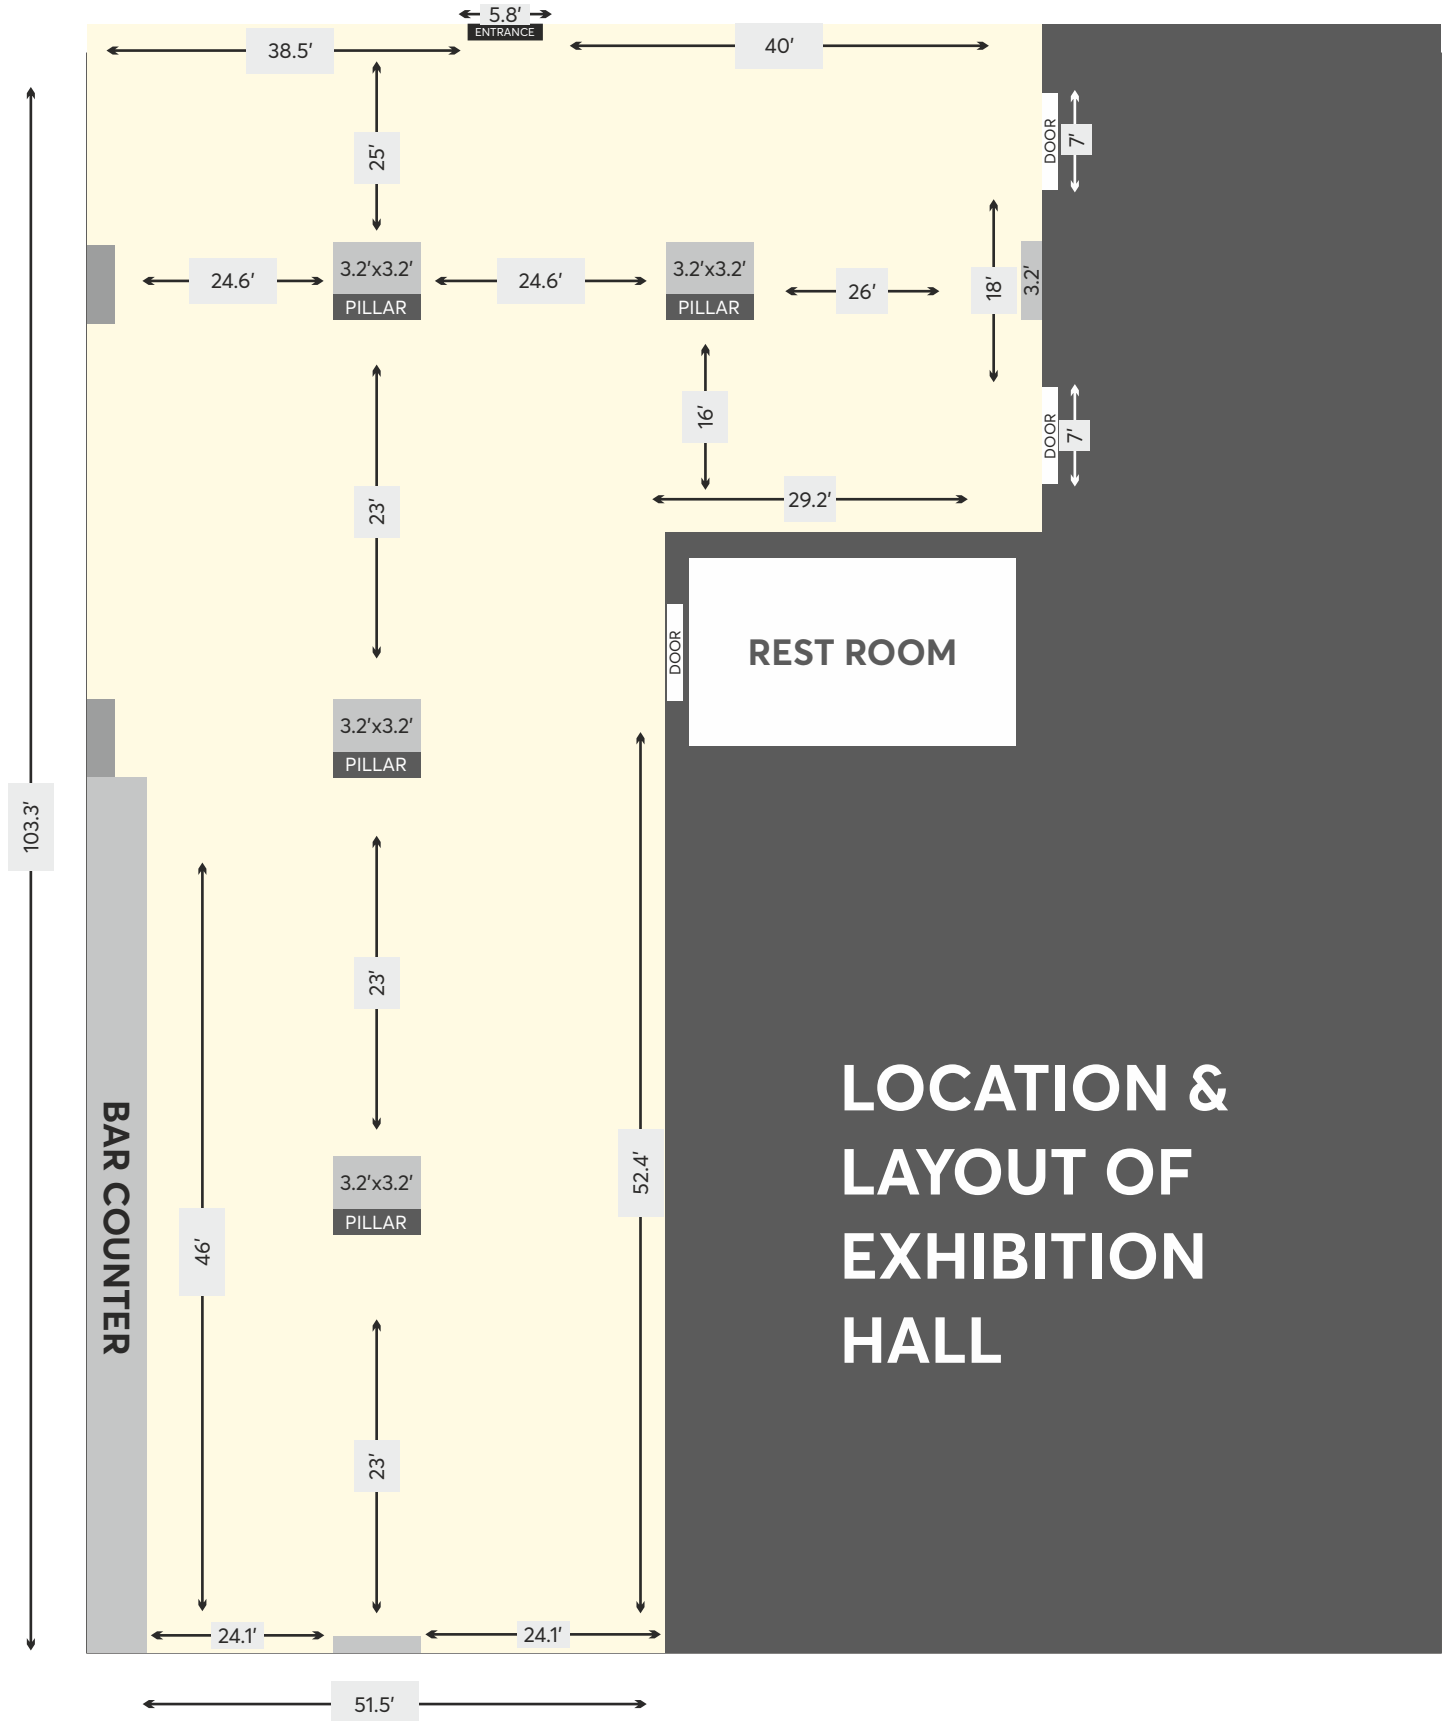 5.8'
ENTRANCE
38.5'
40'
25'
DOOR
7'
24.6'
3.2'x3.2'
PILLAR
24.6'
3.2'x3.2'
PILLAR
26'
18'
3.2'
16'
DOOR
7'
29.2'
23'
DOOR
REST ROOM
3.2'x3.2'
PILLAR
103.3'
23'
BAR COUNTER
46'
3.2'x3.2'
PILLAR
52.4'
LOCATION &
LAYOUT OF
EXHIBITION
HALL
23'
24.1'
24.1'
51.5'